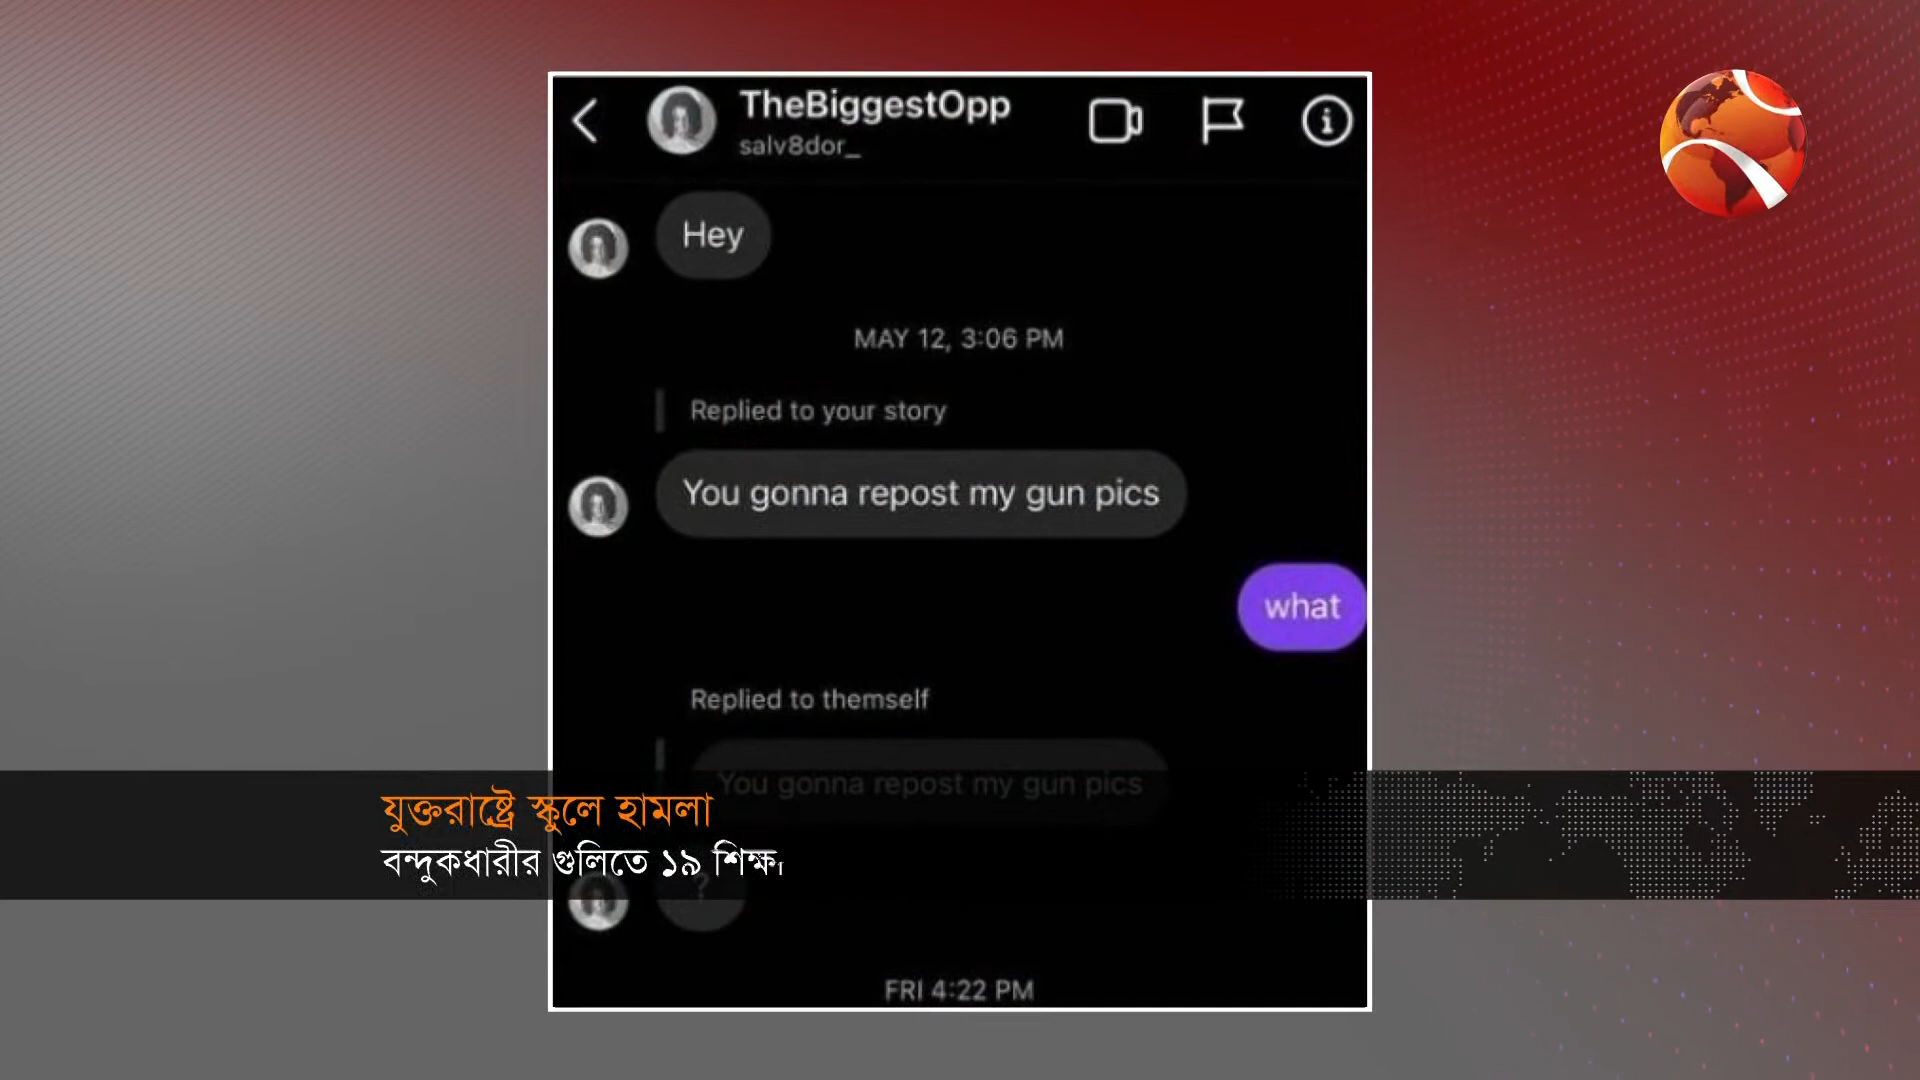 TheBiggestOpp
salv8dor_
Hey
MAY 12, 3:06 PM
Replied to your story
You gonna repost my gun pics
what
Replied to themself
You gonna repost my gun pics
যুক্তরাষ্ট্রে স্কুলে হামলা
বন্দুকধারীর গুলিতে ১৯
?
FRI 4:22 PM